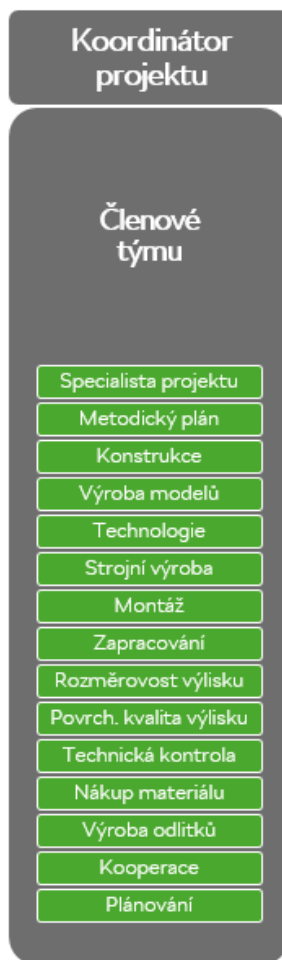 Koordinátor
projektu
Členové
týmu
Specialista projektu
Metodický plán
Konstrukce
Výroba modelů
Technologie
Strojní výroba
Montáž
Zapracování
Rozměrovost výlisku
Povrch. kvalita výlisku
Technická kontrola
Nákup materiálu
Výroba odlitků
Kooperace
Plánování